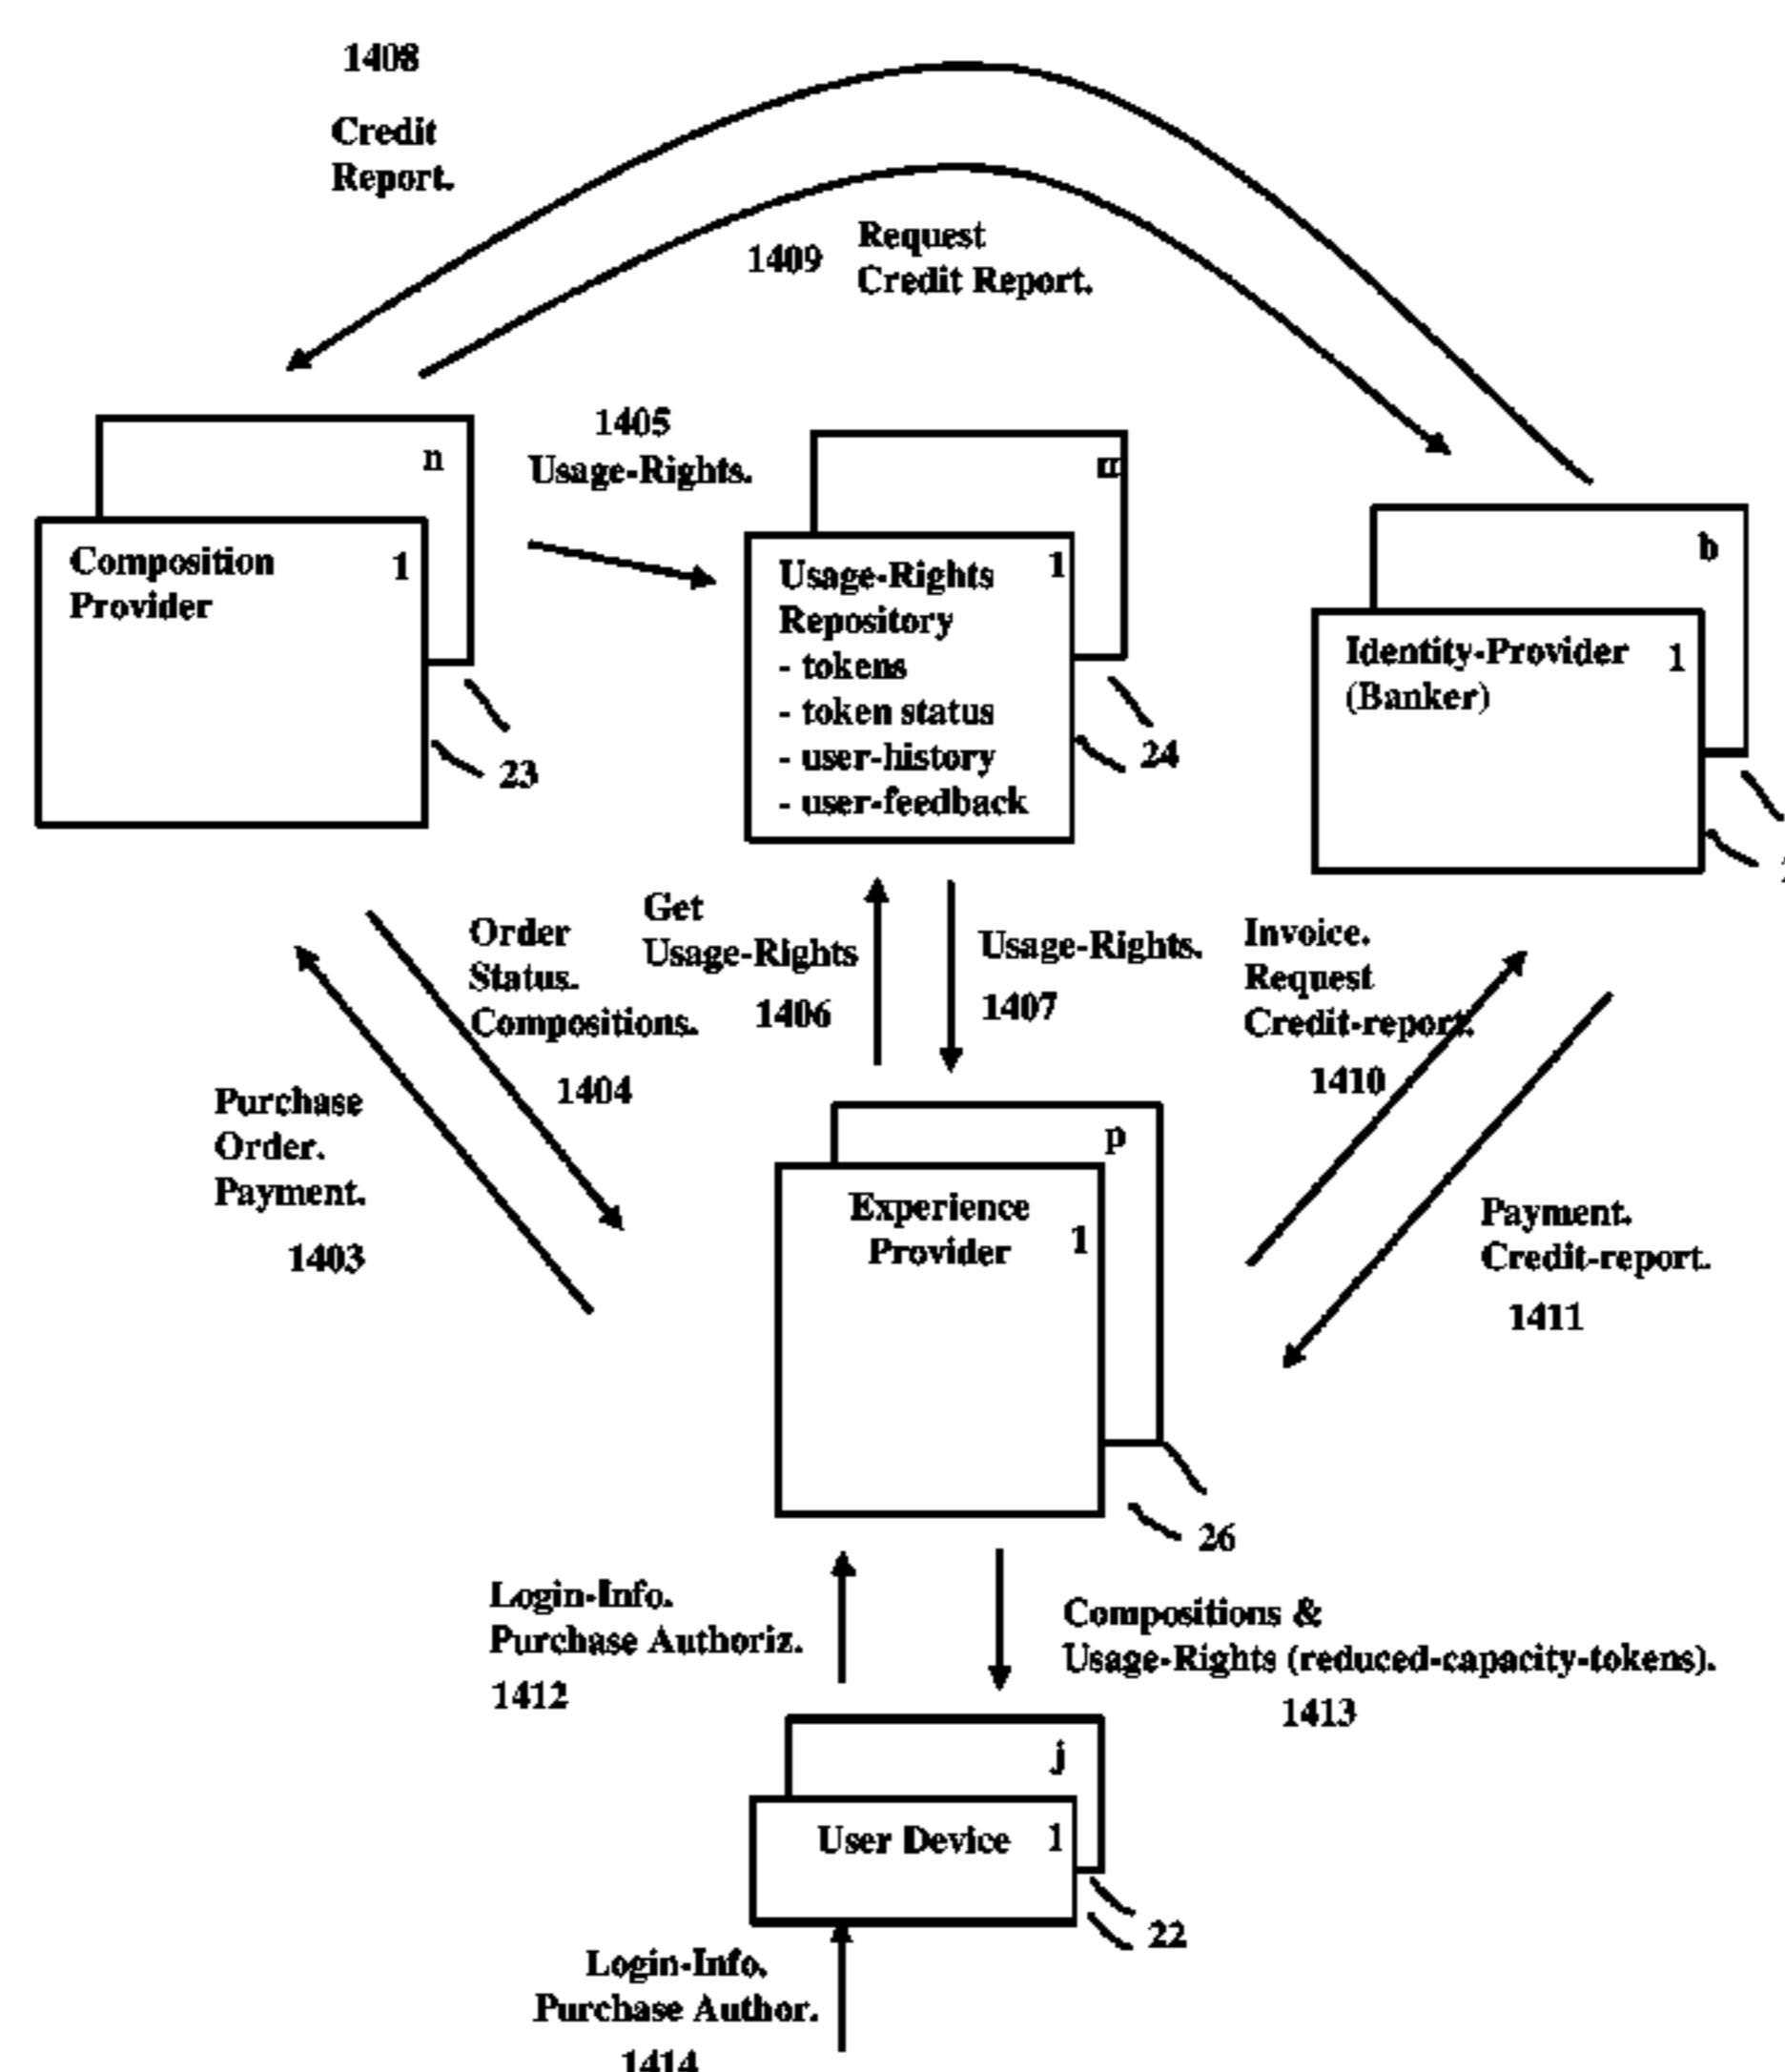 1408
Credit
Report.
1409
Request
Credit Report.
n
1405
Usage-Rights.
Composition
Provider
1
23
m
Usage-Rights
Repository
- tokens
- token status
- user-history
- user-feedback
1
24
b
Identity-Provider
(Banker)
1
Order
Status.
Compositions.
1404
Get
Usage-Rights
1406
Usage-Rights.
1407
Invoice.
Request
Credit-report.
1410
Purchase
Order.
Payment.
1403
p
Experience
Provider
1
26
Payment.
Credit-report.
1411
Login-Info.
Purchase Authoriz.
1412
Compositions &
Usage-Rights (reduced-capacity-tokens).
1413
j
User Device
1
22
Login-Info.
Purchase Author.
1414